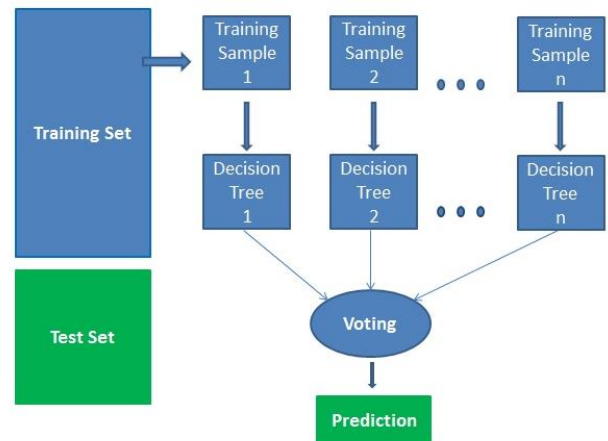 Training Set
Training
Sample
1
Training
Sample
2
Training
Sample
n
Decision
Tree
1
Decision
Tree
2
Decision
Tree
n
Test Set
Voting
Prediction